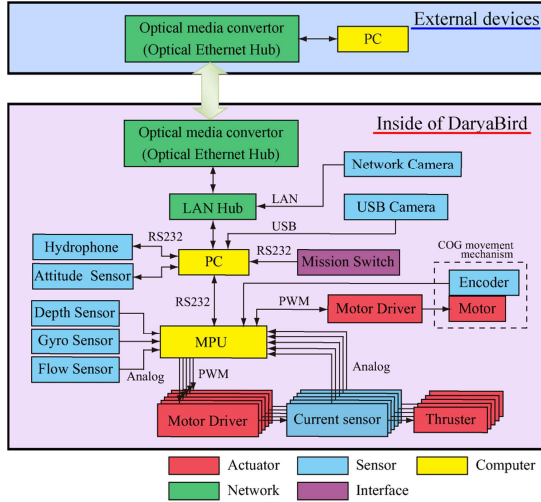 External devices
Optical media convertor
(Optical Ethernet Hub)
PC
Inside of DaryaBird
Optical media convertor
(Optical Ethernet Hub)
Network Camera
LAN
LAN Hub
USB Camera
USB
RS232
Hydrophone
RS232
PC
Mission Switch
COG movement
mechanism
Attitude Sensor
Encoder
RS232
PWM
Depth Sensor
Motor Driver
Motor
Gyro Sensor
MPU
Flow Sensor
Analog
PWM
Analog
Motor Driver
Current sensor
Thruster
Actuator
Sensor
Computer
Network
Interface